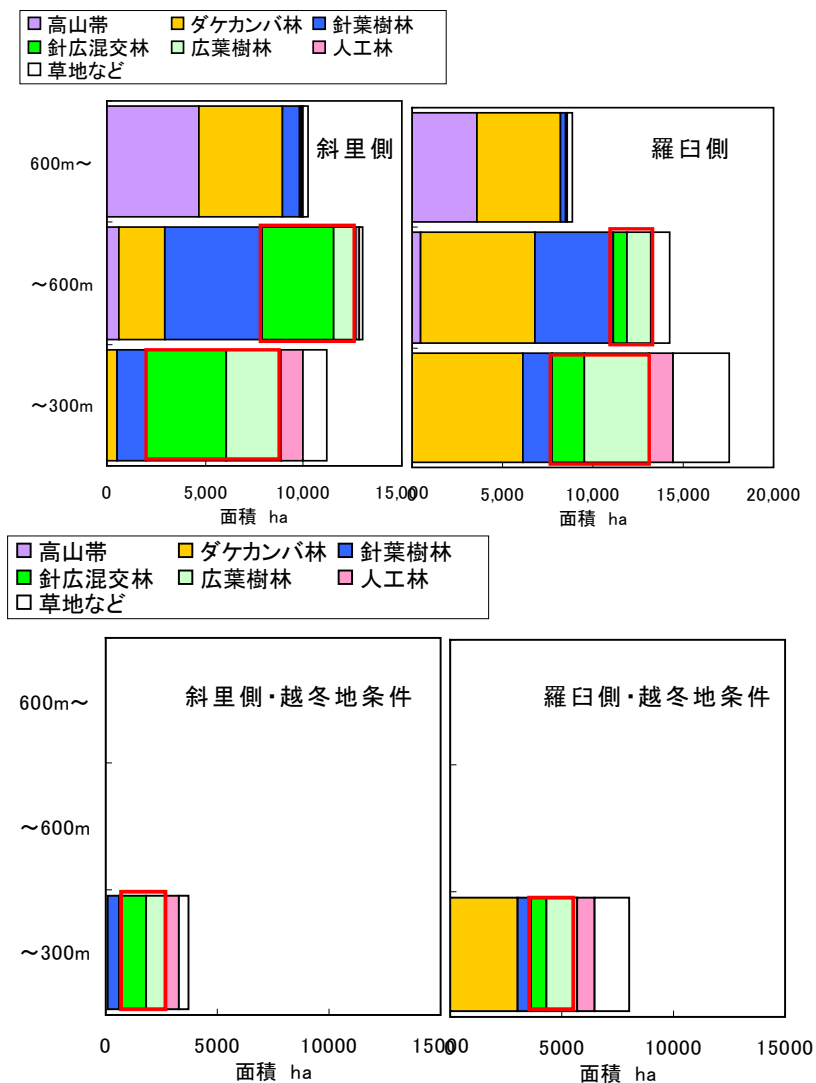 高山帯 ダケカンバ林 針葉樹林
針広混交林 広葉樹林 人工林
草地など
斜里側 羅臼側
600m～
～600m
～300m
0 5,000 10,000 15,000 0 5,000 10,000 15,000 20,000
面積 ha 面積 ha
高山帯 ダケカンバ林 針葉樹林
針広混交林 広葉樹林 人工林
草地など
斜里側・越冬地条件 羅臼側・越冬地条件
600m～
～600m
～300m
0 5000 10000 15000 0 5000 10000 15000
面積 ha 面積 ha